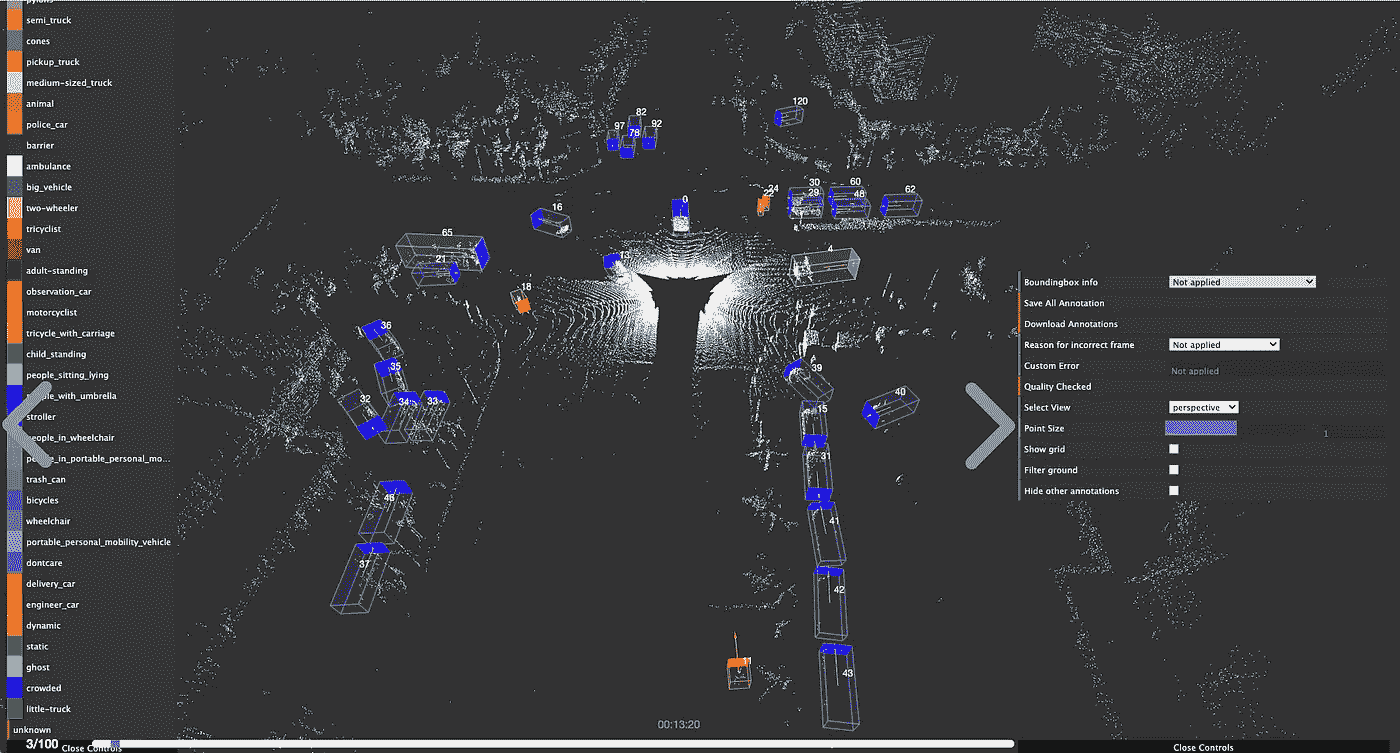 semi_truck
cones
pickup_truck
medium-sized_truck
animal
police_car
barrier
ambulance
big_vehicle
two-wheeler
tricyclist
van
adult-standing
observation_car
motorcyclist
tricycle_with_carriage
child_standing
people_sitting_lying
people_with_umbrella
stroller
people_in_wheelchair
people_in_portable_personal_mo...
trash_can
bicycles
wheelchair
portable_personal_mobility_vehicle
dontcare
delivery_car
engineer_car
dynamic
static
ghost
crowded
little-truck
unknown
3/100
Close Controls
120
82
97
78
92
0
24
30
29
60
48
62
16
65
21
13
4
18
36
35
32
34
33
39
40
15
31
41
37
42
43
11
00:13:20
Boundingbox info
Not applied
Save All Annotation
Download Annotations
Reason for incorrect frame
Not applied
Custom Error
Not applied
Quality Checked
Select View
perspective
Point Size
1
Show grid
Filter ground
Hide other annotations
Close Controls